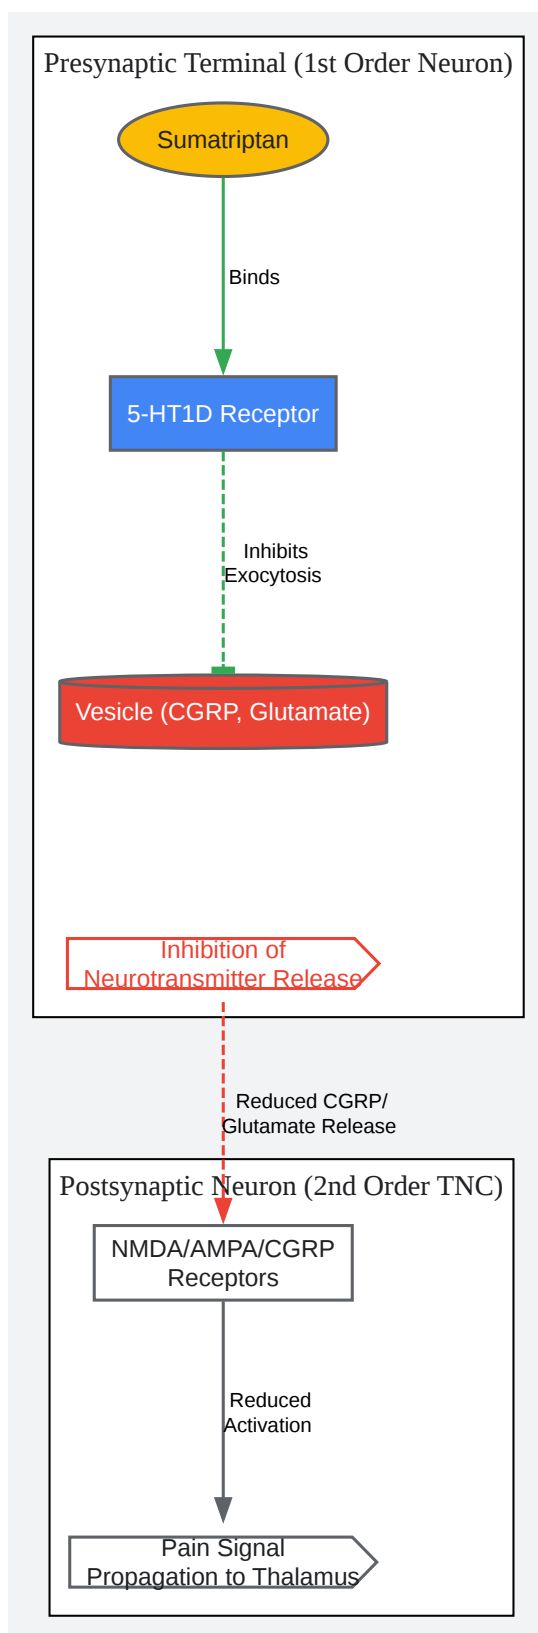 Presynaptic Terminal (1st Order Neuron)
Sumatriptan
Binds
5-HT1D Receptor
Inhibits
Exocytosis
Vesicle (CGRP, Glutamate)
Inhibition of
Neurotransmitter Release
Reduced CGRP/
Glutamate Release
Postsynaptic Neuron (2nd Order TNC)
NMDA/AMPA/CGRP
Receptors
Reduced
Activation
Pain Signal
Propagation to Thalamus